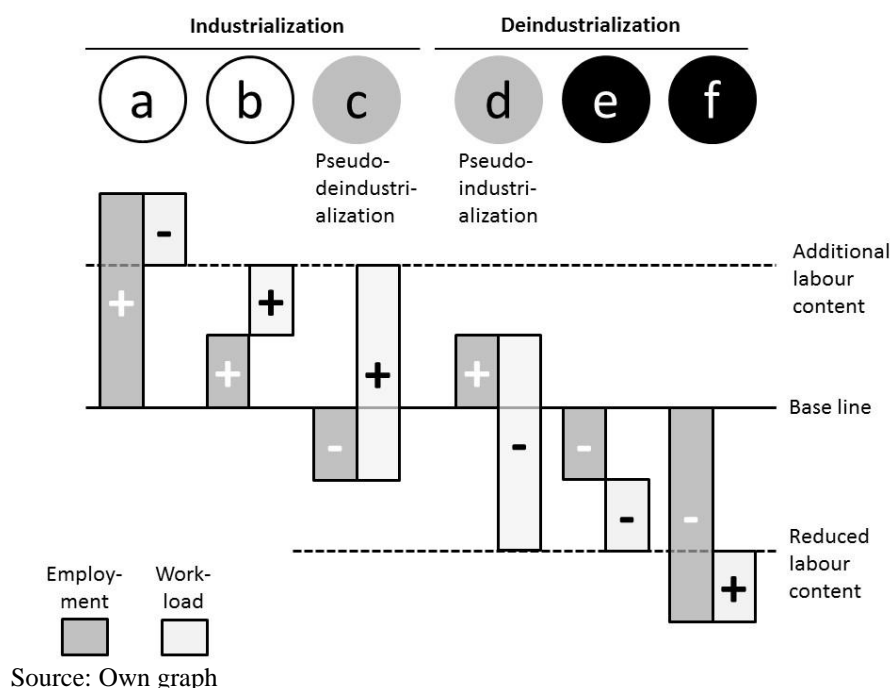 Industrialization
Deindustrialization
a
b
c
d
e
f
Pseudo-
deindustri-
alization
Pseudo-
industri-
alization
-
+
+
+
-
+
+
-
-
-
-
+
Additional
labour
content
Base line
Reduced
labour
content
Employ-
ment
Work-
load
Source: Own graph